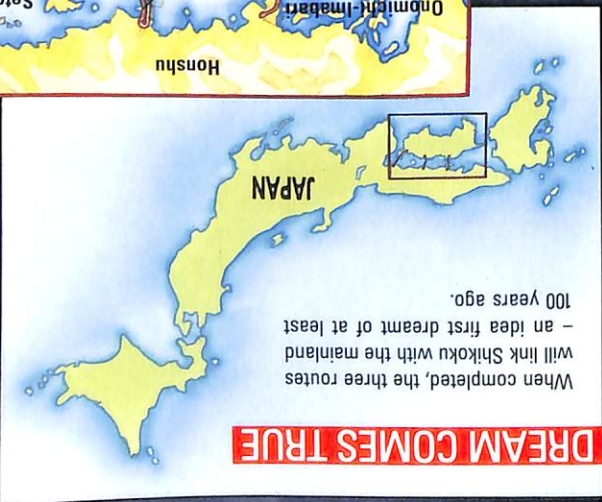 DREAM COMES TRUE
When completed, the three routes
will link Shikoku with the mainland
– an idea first dreamt of at least
100 years ago.
JAPAN
Honshu
Onomichi-Imabari